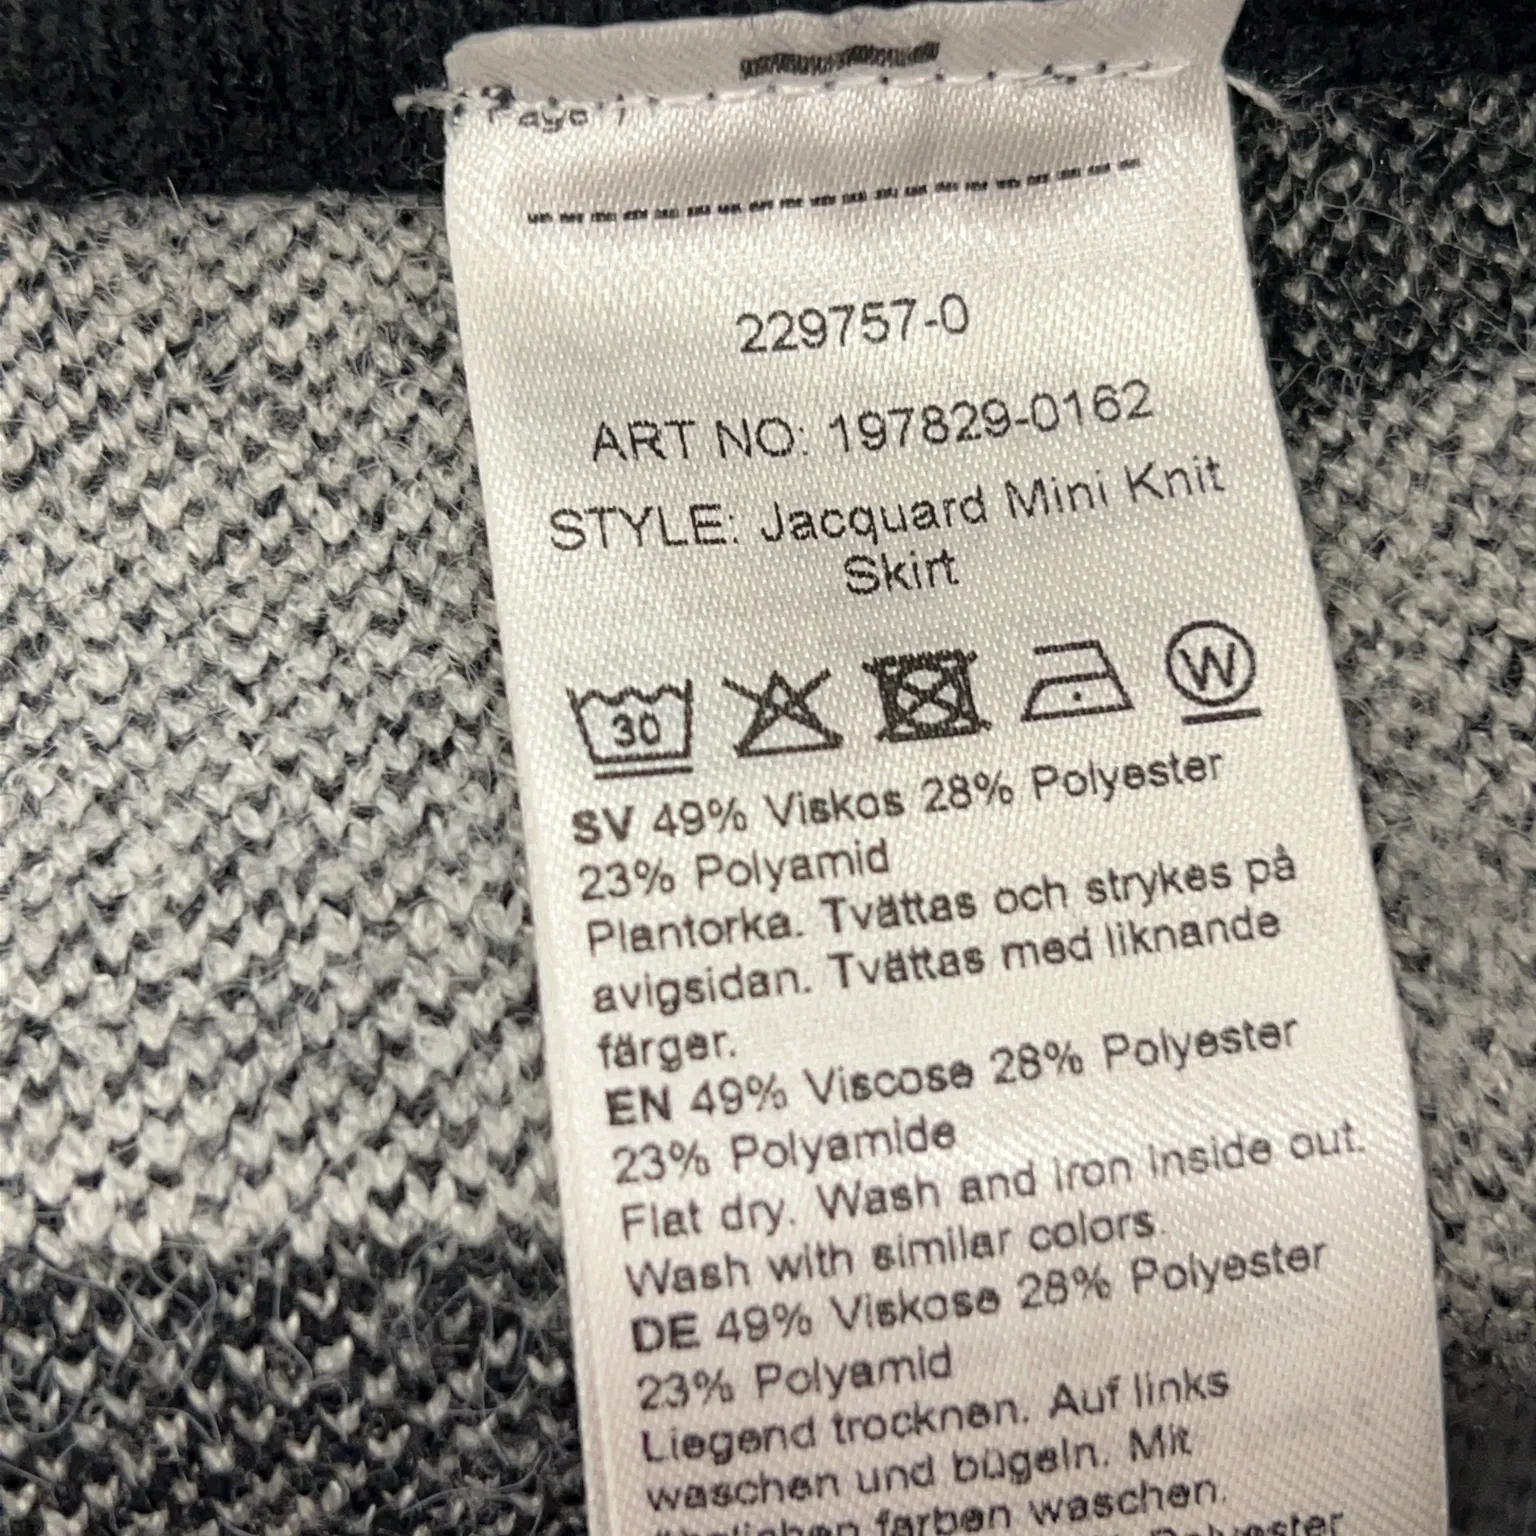 229757-0
ART NO: 197829-0162
STYLE: Jacquard Mini Knit
Skirt
30
W
SV 49% Viskos 28% Polyester
23% Polyamid
Plantorka. Tvättas och strykes på
avigsidan. Tvättas med liknande
färger.
EN 49% Viscose 28% Polyester
23% Polyamide
Flat dry. Wash and iron inside out.
Wash with similar colors.
DE 49% Viskose 28% Polyester
23% Polyamid
Liegend trocknen. Auf links
waschen und bügeln. Mit
farben waschen.
Polyester